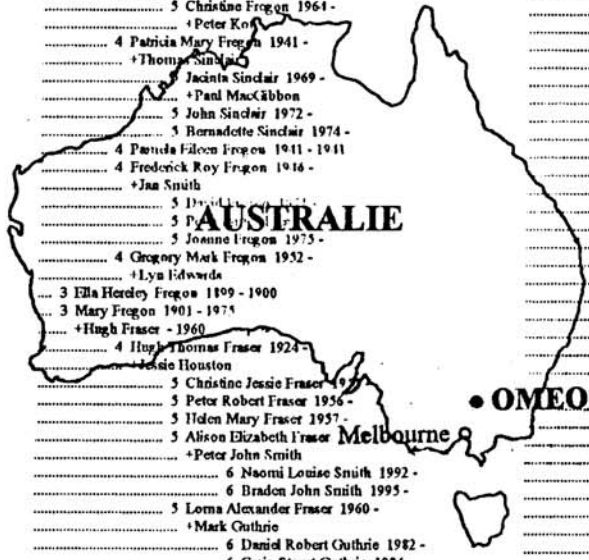 5 Christine Fregon 1964 -
+Peter
4 Patricia Mary Fregon 1941 -
+Thomas Sinclair
5 Jacinta Sinclair 1969 -
+Paul MacGibbon
5 John Sinclair 1972 -
5 Bernadette Sinclair 1974 -
4 Pamela Eileen Fregon 1941 - 1941
4 Frederick Roy Fregon 1946 -
+Jan Smith
5 David
5
AUSTRALIE
5 Joanne Fregon 1975 -
4 Gregory Mark Fregon 1952 -
+Lyn Edwards
3 Ella Hereley Fregon 1899 - 1900
3 Mary Fregon 1901 - 1975
+Hugh Fraser - 1960
4 Hugh Thomas Fraser 1924 -
+Jessie Houston
5 Christine Jessie Fraser
5 Peter Robert Fraser 1956 -
• OMEO
5 Helen Mary Fraser 1957 -
5 Alison Elizabeth Fraser
Melbourne
+Peter John Smith
6 Naomi Louise Smith 1992 -
6 Braden John Smith 1995 -
5 Lorna Alexander Fraser 1960 -
+Mark Guthrie
6 Daniel Robert Guthrie 1982 -